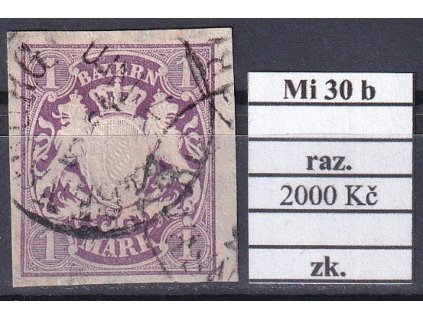 1 BAYERN 1
1 MARK 1
Mi 30 b
raz.
2000 Kč
zk.